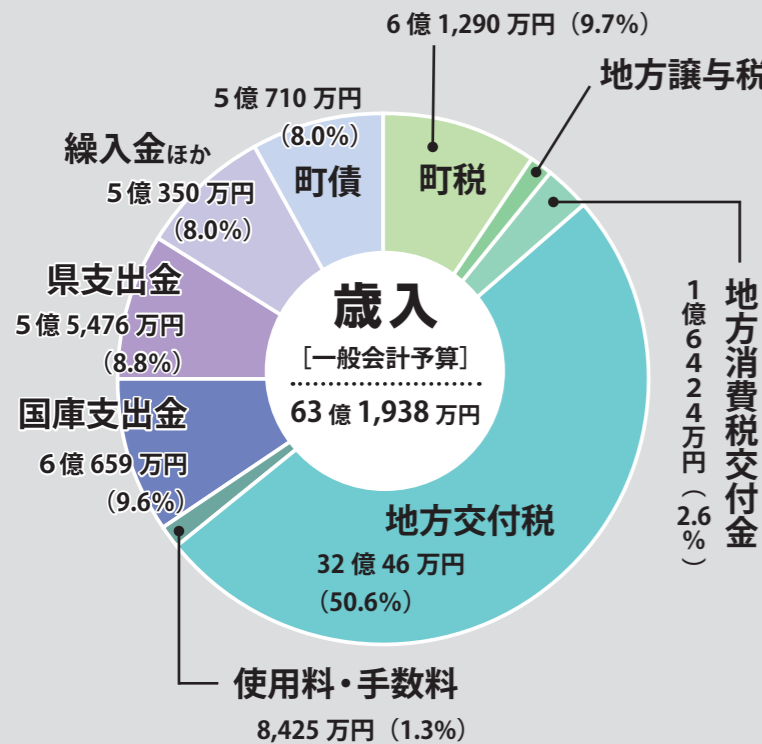 6億1,290万円（9.7%）
町税
地方譲与税
地方消費税交付金
1億6424万円（2.6%）
地方交付税
32億46万円
（50.6%）
使用料・手数料
8,425万円（1.3%）
国庫支出金
6億659万円
（9.6%）
県支出金
5億5,476万円
（8.8%）
繰入金ほか
5億350万円
（8.0%）
5億710万円
（8.0%）
町債
歳入
［一般会計予算］
63億1,938万円